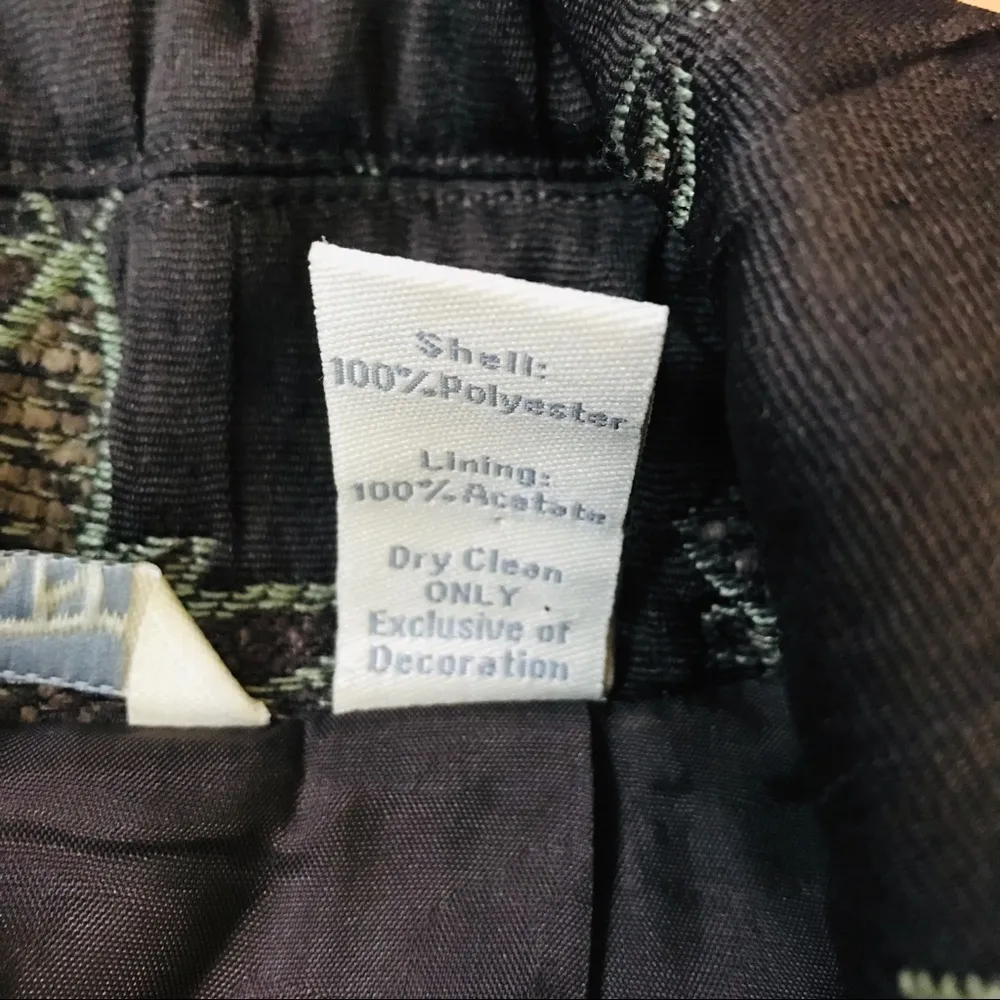 Shell:
100% Polyester
Lining:
100% Acetate
Dry Clean
ONLY
Exclusive of
Decoration